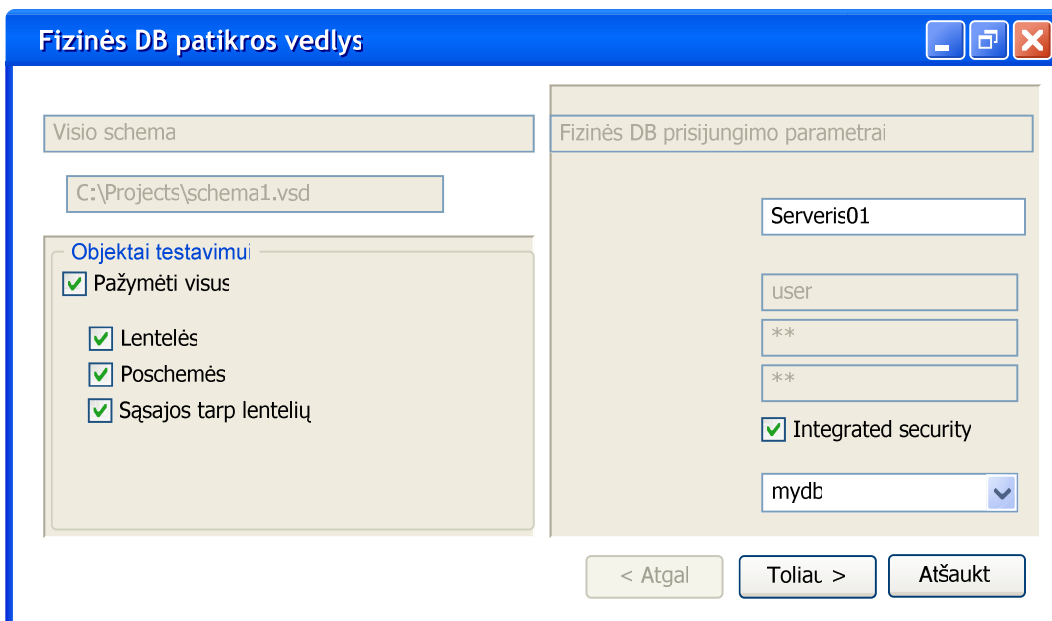 Fizinės DB patikros vedlys
Visio schema
C:\Projects\schema1.vsd
Objektai testavimui
Pažymėti visus
Lentelės
Poschemės
Sąsajos tarp lentelių
Fizinės DB prisijungimo parametrai
Serveris01
user
**
**
Integrated security
mydb
< Atgal
Toliau >
Atšaukt